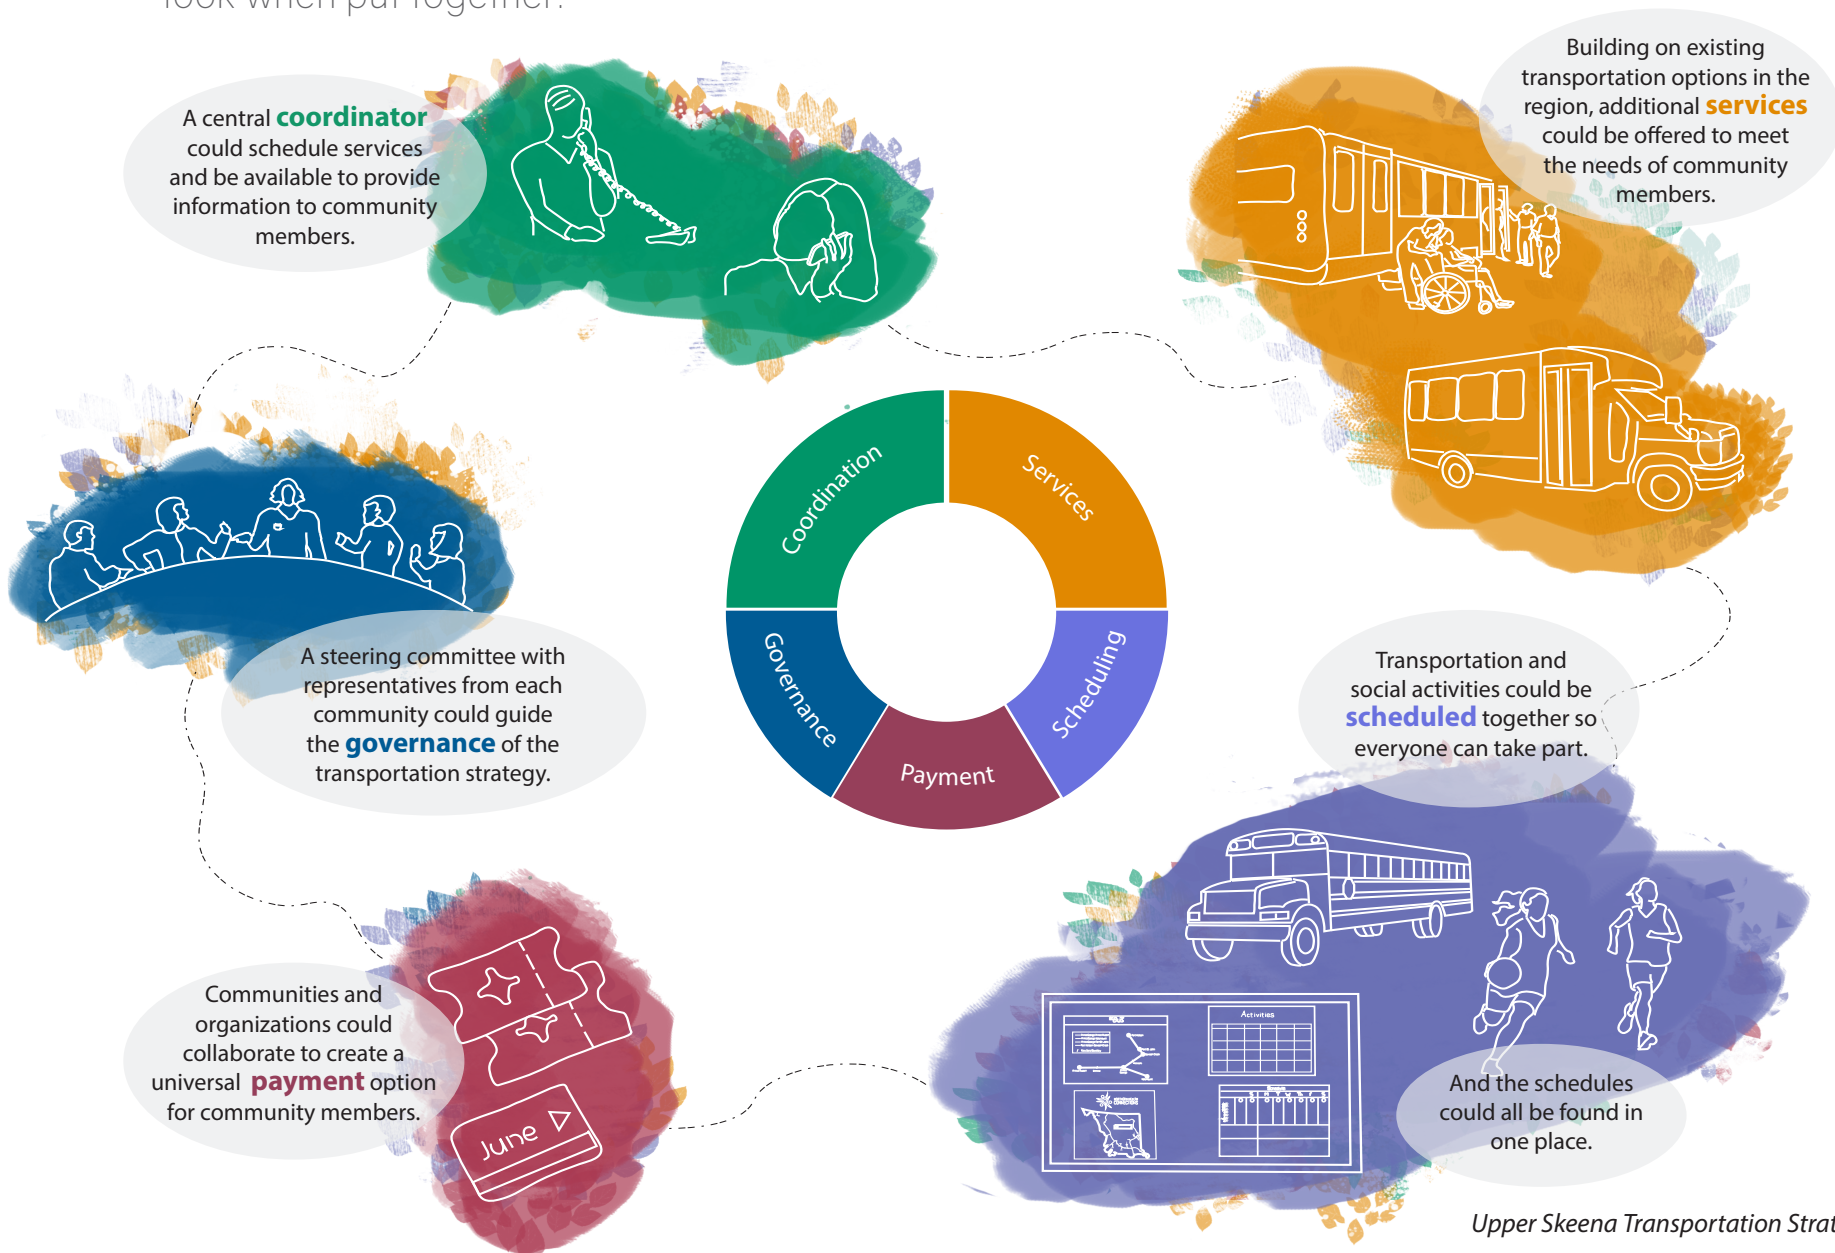 look when put together.
A central coordinator
could schedule services
and be available to provide
information to community
members.
Building on existing
transportation options in the
region, additional services
could be offered to meet
the needs of community
members.
Coordination
Services
Governance
Scheduling
Payment
A steering committee with
representatives from each
community could guide
the governance of the
transportation strategy.
Transportation and
social activities could be
scheduled together so
everyone can take part.
Communities and
organizations could
collaborate to create a
universal payment option
for community members.
June
Activities
And the schedules
could all be found in
one place.
Upper Skeena Transportation Strat